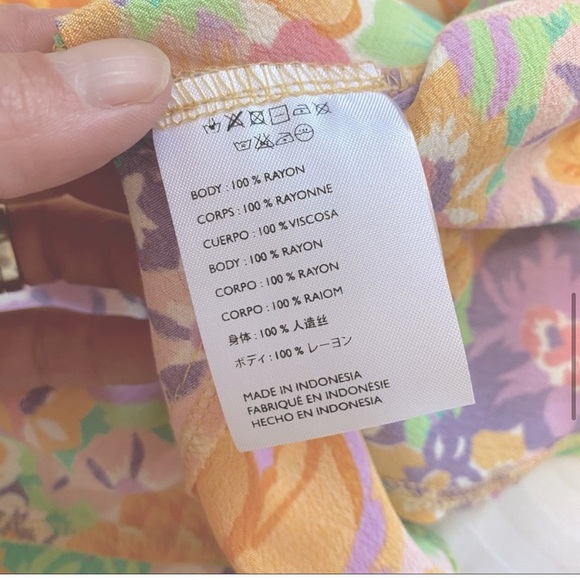 BODY : 100 % RAYON
CORPS : 100 % RAYONNE
CUERPO : 100 % VISCOSA
BODY : 100 % RAYON
CORPO : 100 % RAYON
CORPO : 100 % RAIOM
身体 : 100 % 人造丝
ボディ : 100 % レーヨン
MADE IN INDONESIA
FABRIQUÉ EN INDONESIE
HECHO EN INDONESIA